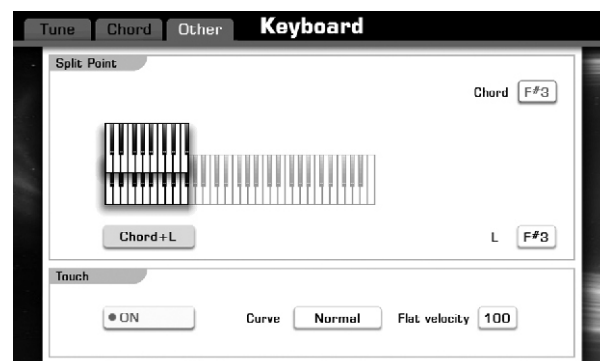 Tune Chord Other Keyboard
Split Point
Chord F#3
Chord+L L F#3
Touch
ON Curve Normal Flat velocity 100